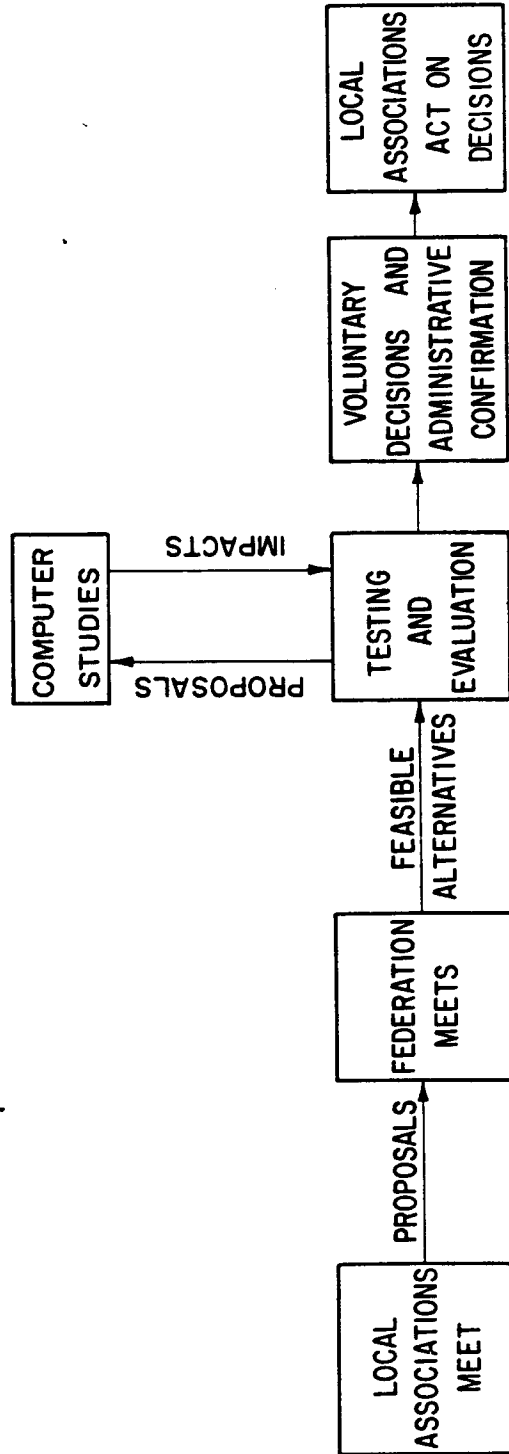 LOCAL
ASSOCIATIONS
MEET
PROPOSALS
FEDERATION
MEETS
FEASIBLE
ALTERNATIVES
TESTING
AND
EVALUATION
PROPOSALS
IMPACTS
COMPUTER
STUDIES
VOLUNTARY
DECISIONS AND
ADMINISTRATIVE
CONFIRMATION
LOCAL
ASSOCIATIONS
ACT ON
DECISIONS